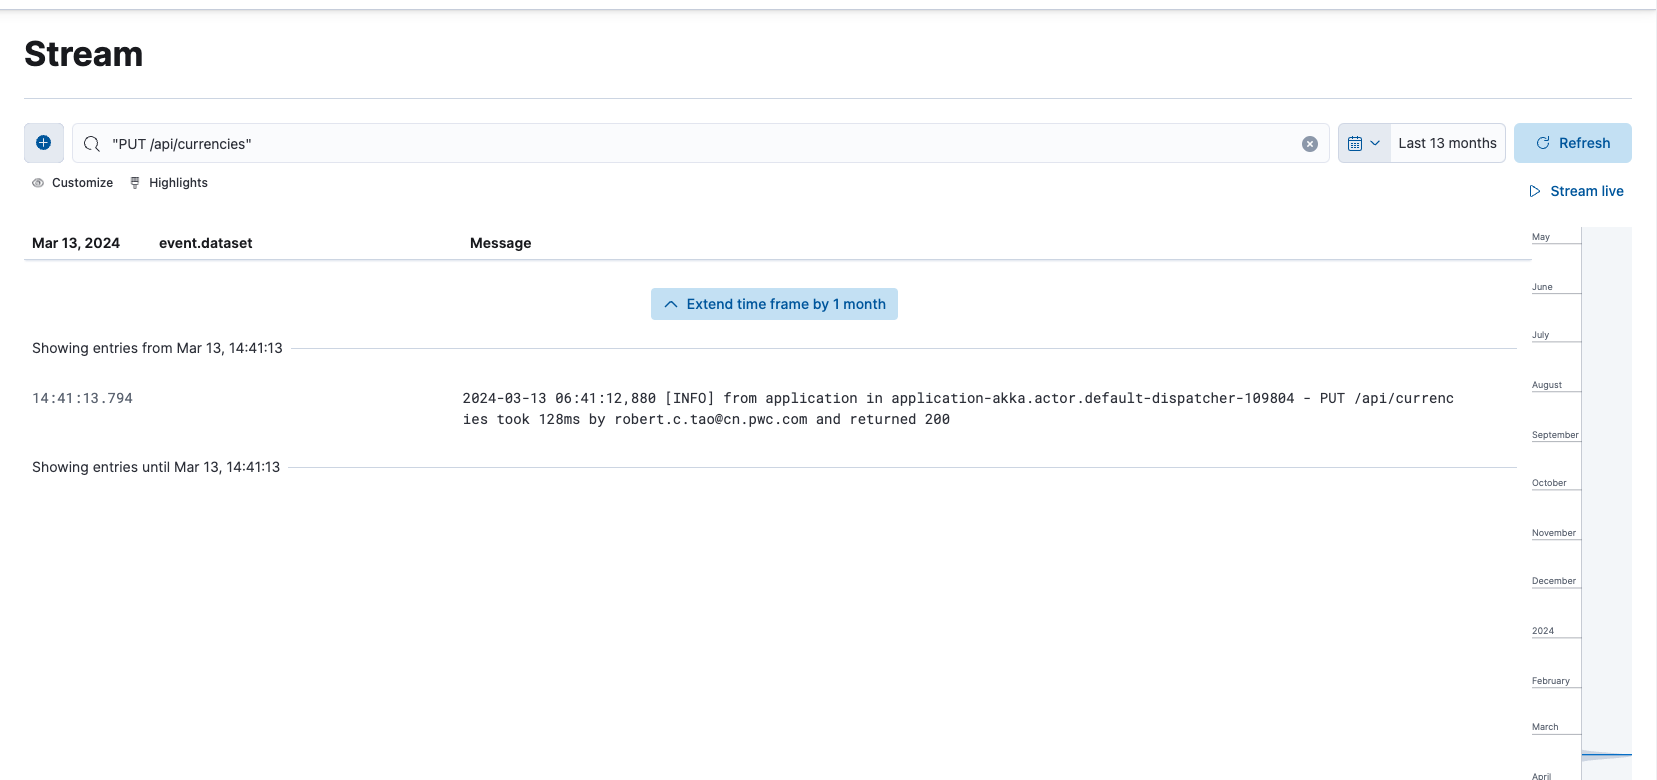 Stream
"PUT /api/currencies"
Last 13 months
Refresh
Customize
Highlights
Stream live
Mar 13, 2024 event.dataset Message
Extend time frame by 1 month
Showing entries from Mar 13, 14:41:13
14:41:13.794 2024-03-13 06:41:12,880 [INFO] from application in application-akka.actor.default-dispatcher-109804 - PUT /api/currenc
ies took 128ms by robert.c.tao@cn.pwc.com and returned 200
Showing entries until Mar 13, 14:41:13
May
June
July
August
September
October
November
December
2024
February
March
April